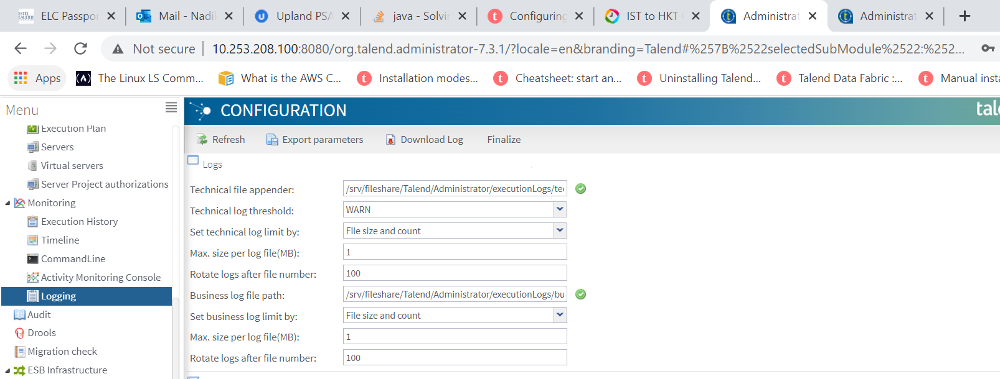 ELC Passpor
Mail - Nadik
Upland PSA
java - Solvin
Configuring
IST to HKT
Administrat
Administrat
Not secure
10.253.208.100:8080/org.talend.administrator-7.3.1/?locale=en&branding=Talend#%257B%2522selectedSubModule%2522:%252...
Apps
The Linux LS Comm...
What is the AWS C...
Installation modes...
Cheatsheet: start an...
Uninstalling Talend...
Talend Data Fabric :...
Manual insta
Menu
CONFIGURATION
tale
Execution Plan
Servers
Virtual servers
Server Project authorizations
Monitoring
Execution History
Timeline
CommandLine
Activity Monitoring Console
Logging
Audit
Drools
Migration check
ESB Infrastructure
Refresh
Export parameters
Download Log
Finalize
Logs
Technical file appender: /srv/fileshare/Talend/Administrator/executionLogs/tec
Technical log threshold: WARN
Set technical log limit by: File size and count
Max. size per log file(MB): 1
Rotate logs after file number: 100
Business log file path: /srv/fileshare/Talend/Administrator/executionLogs/bu
Set business log limit by: File size and count
Max. size per log file(MB): 1
Rotate logs after file number: 100